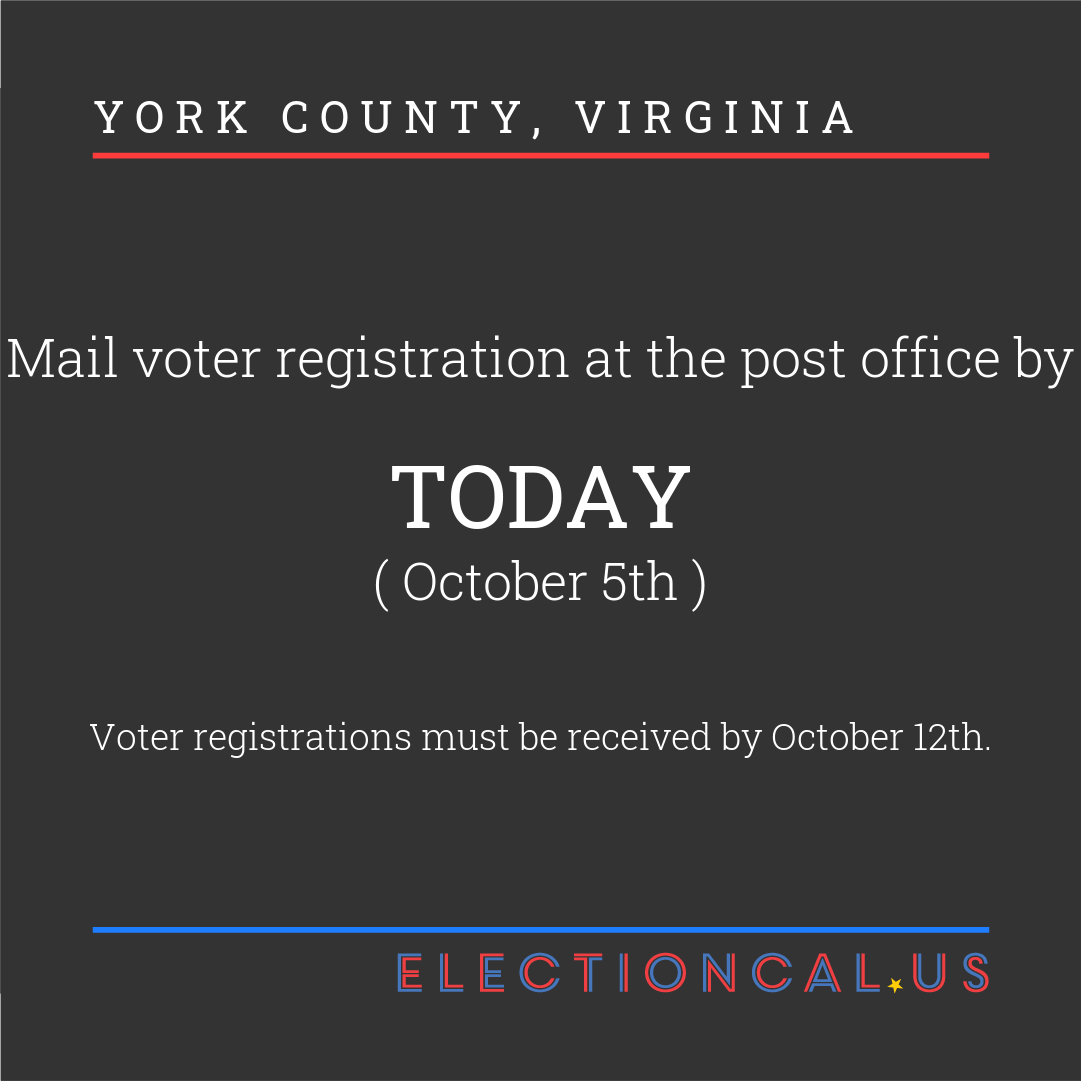 YORK COUNTY, VIRGINIA
Mail voter registration at the post office by
TODAY
( October 5th )
Voter registrations must be received by October 12th.
ELECTIONCAL.US